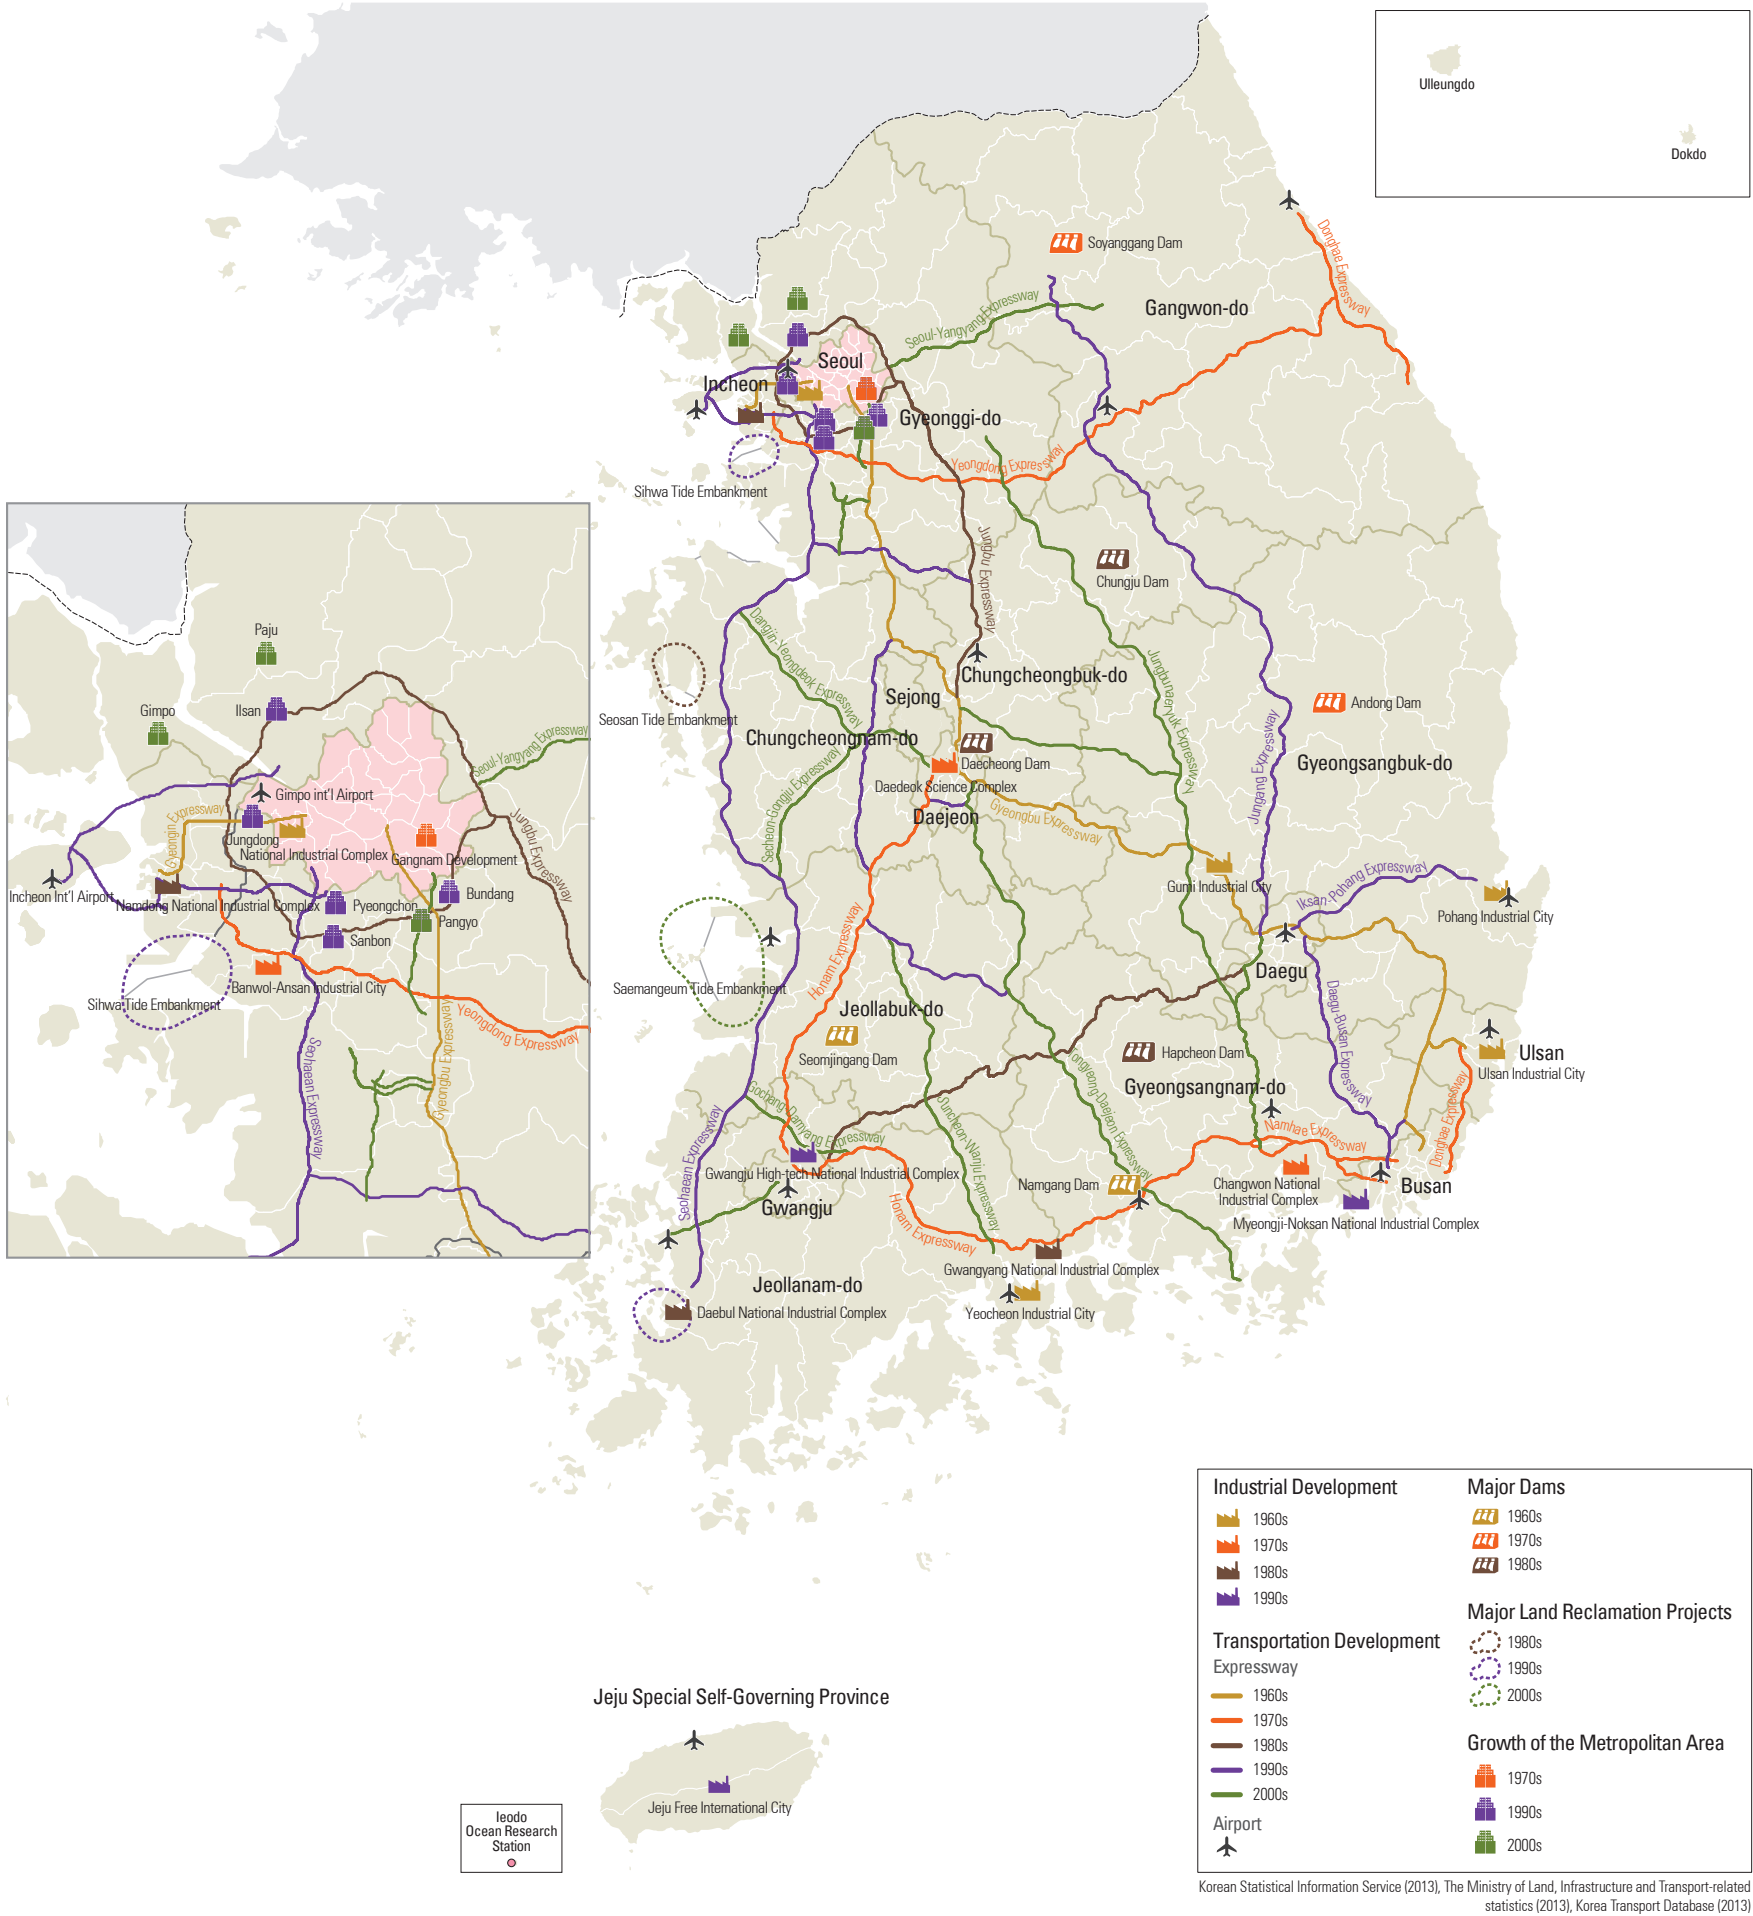 Ulleungdo
Dokdo
Donghae Expressway
Soyanggang Dam
Gangwon-do
Seoul-Yangyang Expressway
Seoul
Incheon
Gyeonggi-do
Yeongdong Expressway
Sihwa Tide Embankment
Jungbu Expressway
Chungju Dam
Dangjin-Yeongdeok Expressway
Chungcheongbuk-do
Jungbunaeryuk Expressway
Sejong
Seosan Tide Embankment
Andong Dam
Chungcheongnam-do
Daecheong Dam
Gyeongsangbuk-do
Daedeok Science Complex
Jungang Expressway
Secheon-Gongju Expressway
Daejeon
Gyeongbu Expressway
Gumi Industrial City
Iksan-Pohang Expressway
Pohang Industrial City
Honam Expressway
Daegu
Saemangeum Tide Embankment
Jeollabuk-do
Daegu-Busan Expressway
Seomjingang Dam
Hapcheon Dam
Ulsan
Ulsan Industrial City
Tongyeong-Daejeon Expressway
Gyeongsangnam-do
Gochang-Damyang Expressway
Suncheon-Wanju Expressway
Seohaean Expressway
Namhae Expressway
Donghae Expressway
Gwangju High-tech National Industrial Complex
Namgang Dam
Changwon National
Industrial Complex
Busan
Gwangju
Honam Expressway
Myeongji-Noksan National Industrial Complex
Gwangyang National Industrial Complex
Jeollanam-do
Daebul National Industrial Complex
Yeocheon Industrial City
Paju
Ilsan
Gimpo
Seoul-Yangyang Expressway
Gimpo int'l Airport
Gyeongin Expressway
Jungdong
National Industrial Complex
Gangnam Development
Jungbu Expressway
Incheon Int'l Airport
Namdong National Industrial Complex
Pyeongchon
Bundang
Pangyo
Sanbon
Banwol-Ansan Industrial City
Sihwa Tide Embankment
Yeongdong Expressway
Seohaean Expressway
Gyeongbu Expressway
Jeju Special Self-Governing Province
Jeju Free International City
Ieodo
Ocean Research
Station
Industrial Development
1960s
1970s
1980s
1990s
Transportation Development
Expressway
1960s
1970s
1980s
1990s
2000s
Airport
Major Dams
1960s
1970s
1980s
Major Land Reclamation Projects
1980s
1990s
2000s
Growth of the Metropolitan Area
1970s
1990s
2000s
Korean Statistical Information Service (2013), The Ministry of Land, Infrastructure and Transport-related
statistics (2013), Korea Transport Database (2013)